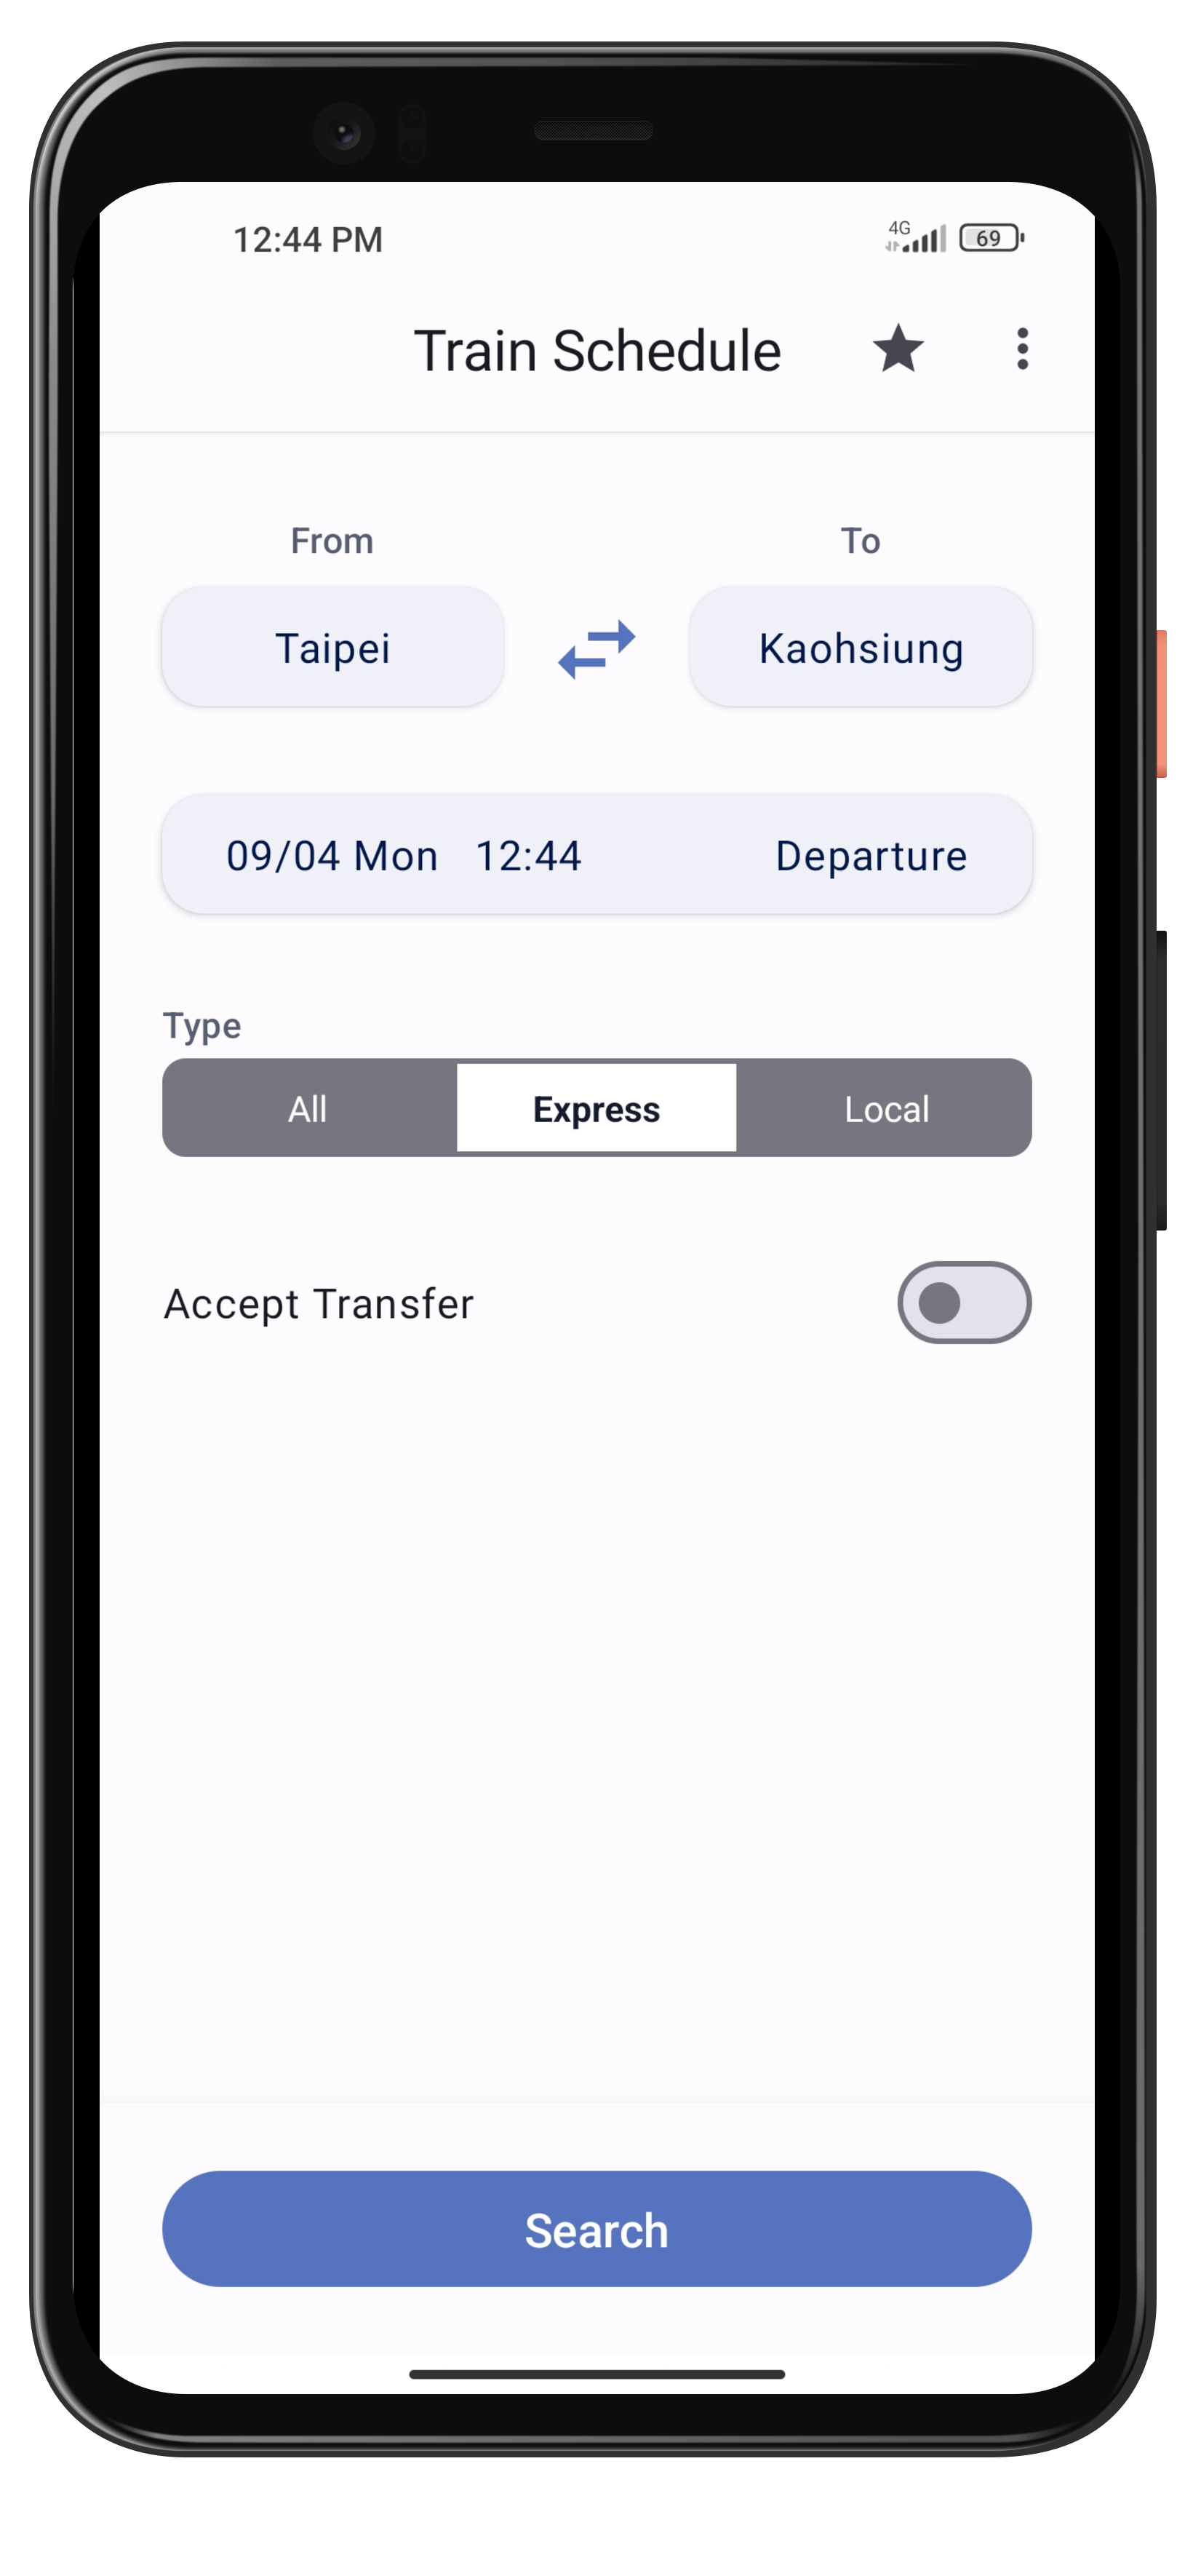 12:44 PM 4G 69
Train Schedule
From To
Taipei Kaohsiung
09/04 Mon 12:44 Departure
Type
All Express Local
Accept Transfer
Search